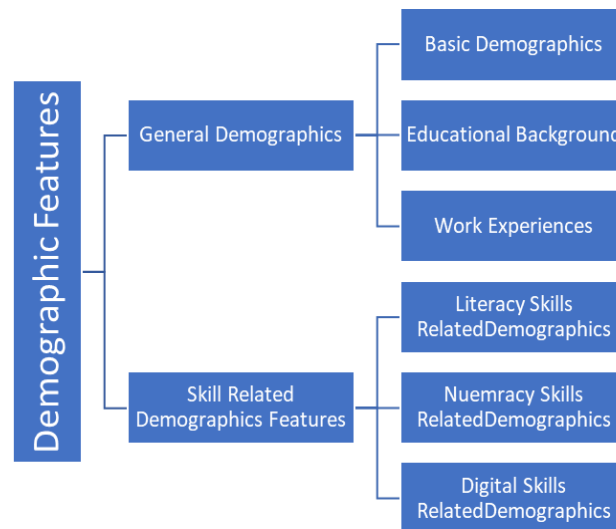 Demographic Features
General Demographics
Basic Demographics
Educational Background
Work Experiences
Skill Related
Demographics Features
Literacy Skills
RelatedDemographics
Nuemracy Skills
RelatedDemographics
Digital Skills
RelatedDemographics